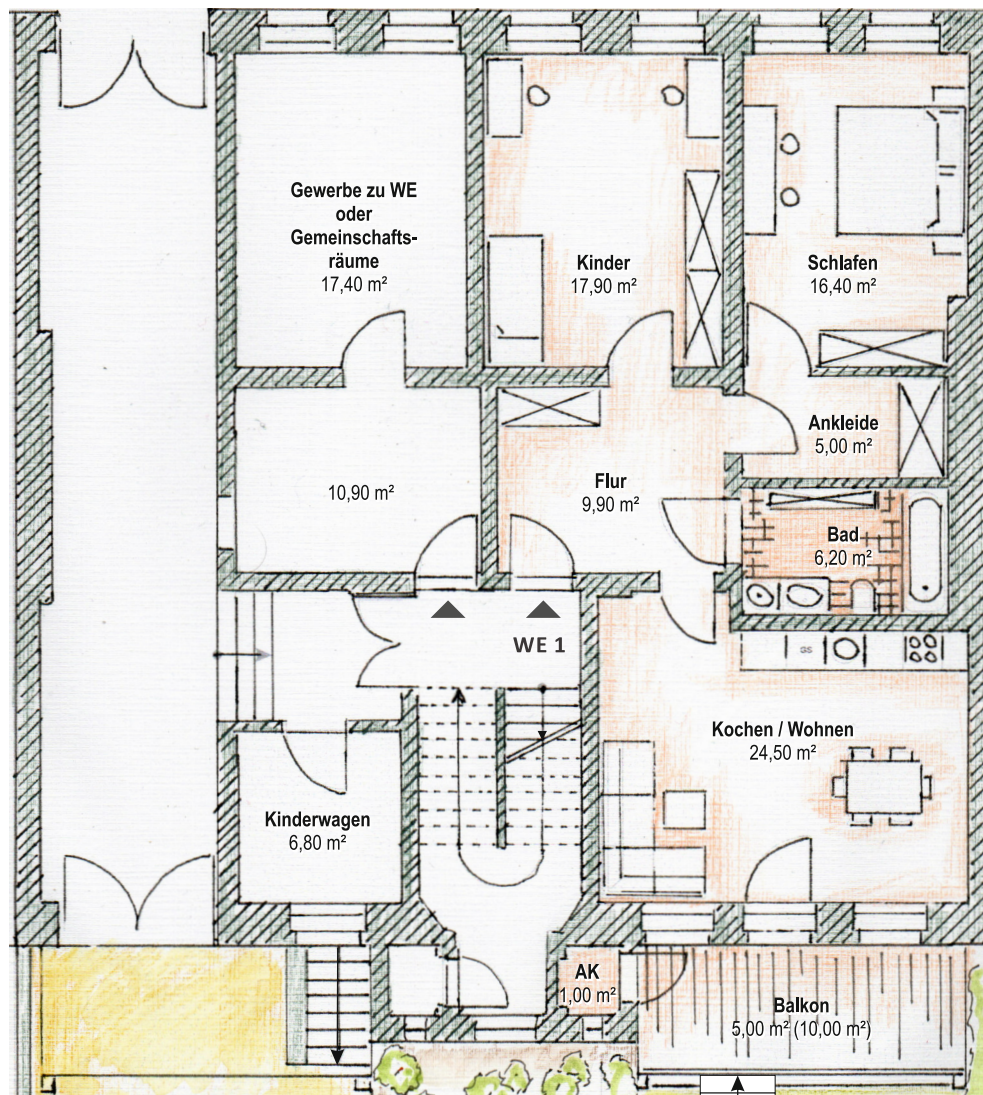 Gewerbe zu WE
oder
Gemeinschafts-
räume
17,40 m²
Kinder
17,90 m²
Schlafen
16,40 m²
Ankleide
5,00 m²
10,90 m²
Flur
9,90 m²
Bad
6,20 m²
WE 1
GS
Kochen / Wohnen
24,50 m²
Kinderwagen
6,80 m²
AK
1,00 m²
Balkon
5,00 m² (10,00 m²)